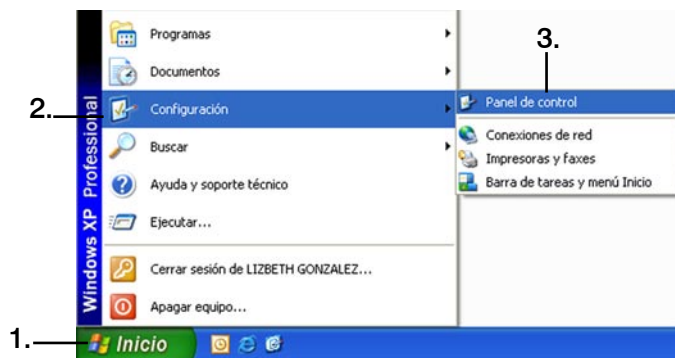 Programas
3.
Documentos
2.
Configuración
Panel de control
Conexiones de red
Buscar
Impresoras y faxes
Ayuda y soporte técnico
Barra de tareas y menú Inicio
Ejecutar...
Cerrar sesión de LIZBETH GONZALEZ...
Apagar equipo...
Windows XP Professional
1.
Inicio